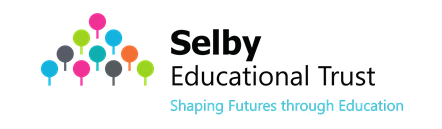 Selby
Educational Trust
Shaping Futures through Education